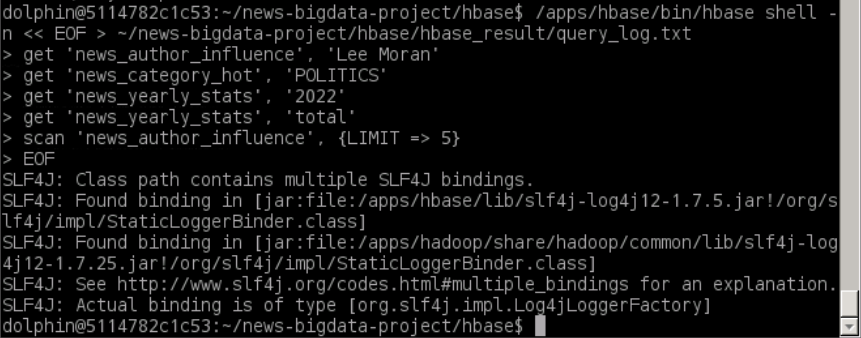 dolphin@5114782c1c53:~/news-bigdata-project/hbase$ /apps/hbase/bin/hbase shell -
n << EOF > ~/news-bigdata-project/hbase/hbase_result/query_log.txt
> get 'news_author_influence', 'Lee Moran'
> get 'news_category_hot', 'POLITICS'
> get 'news_yearly_stats', '2022'
> get 'news_yearly_stats', 'total'
> scan 'news_author_influence', {LIMIT => 5}
> EOF
SLF4J: Class path contains multiple SLF4J bindings.
SLF4J: Found binding in [jar:file:/apps/hbase/lib/slf4j-log4j12-1.7.5.jar!/org/s
lf4j/impl/StaticLoggerBinder.class]
SLF4J: Found binding in [jar:file:/apps/hadoop/share/hadoop/common/lib/slf4j-log
4j12-1.7.25.jar!/org/slf4j/impl/StaticLoggerBinder.class]
SLF4J: See http://www.slf4j.org/codes.html#multiple_bindings for an explanation.
SLF4J: Actual binding is of type [org.slf4j.impl.Log4jLoggerFactory]
dolphin@5114782c1c53:~/news-bigdata-project/hbase$